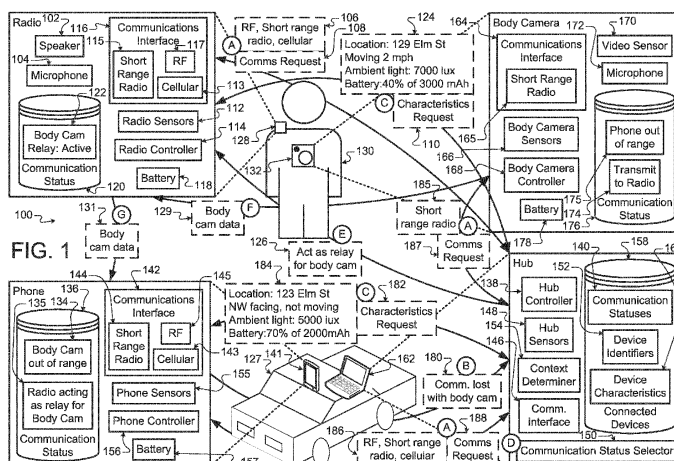 Radio
102
Speaker
104
Microphone
122
Body Cam
Relay: Active
Communication
Status
120
116
Communications
Interface
115
117
Short
Range
Radio
RF
Cellular
113
Radio Sensors
112
Radio Controller
114
Battery
118
A
RF, Short range
radio, cellular
106
108
Comms Request
124
Location: 129 Elm St
Moving 2 mph
Ambient light: 7000 lux
Battery:40% of 3000 mAh
C
Characteristics
Request
110
128
132
130
Body Camera
164
Communications
Interface
Short Range
Radio
165
Body Camera
Sensors
166
168
Body Camera
Controller
Battery
178
172
170
Video Sensor
Microphone
Phone out
of range
Transmit
to Radio
175
174
176
Communication
Status
100
FIG. 1
131
G
Body
cam data
129
Body
cam data
F
185
Short
range radio
A
187
Comms
Request
126
E
Act as relay
for body cam
Phone
135
134
136
Body Cam
out of range
Radio acting
as relay for
Body Cam
Communication
Status
142
144
145
Communications
Interface
Short
Range
Radio
RF
Cellular
143
Phone Sensors
155
Phone Controller
156
Battery
157
184
Location: 123 Elm St
NW facing, not moving
Ambient light: 5000 lux
Battery:70% of 2000mAh
C
182
Characteristics
Request
127
141
162
180
B
Comm. lost
with body cam
186
RF, Short range
radio, cellular
A
188
Comms
Request
Hub
138
Hub
Controller
148
Hub
Sensors
154
Context
Determiner
146
Comm.
Interface
152
140
158
Communication
Statuses
Device
Identifiers
Device
Characteristics
Connected
Devices
150
D
Communication Status Selector